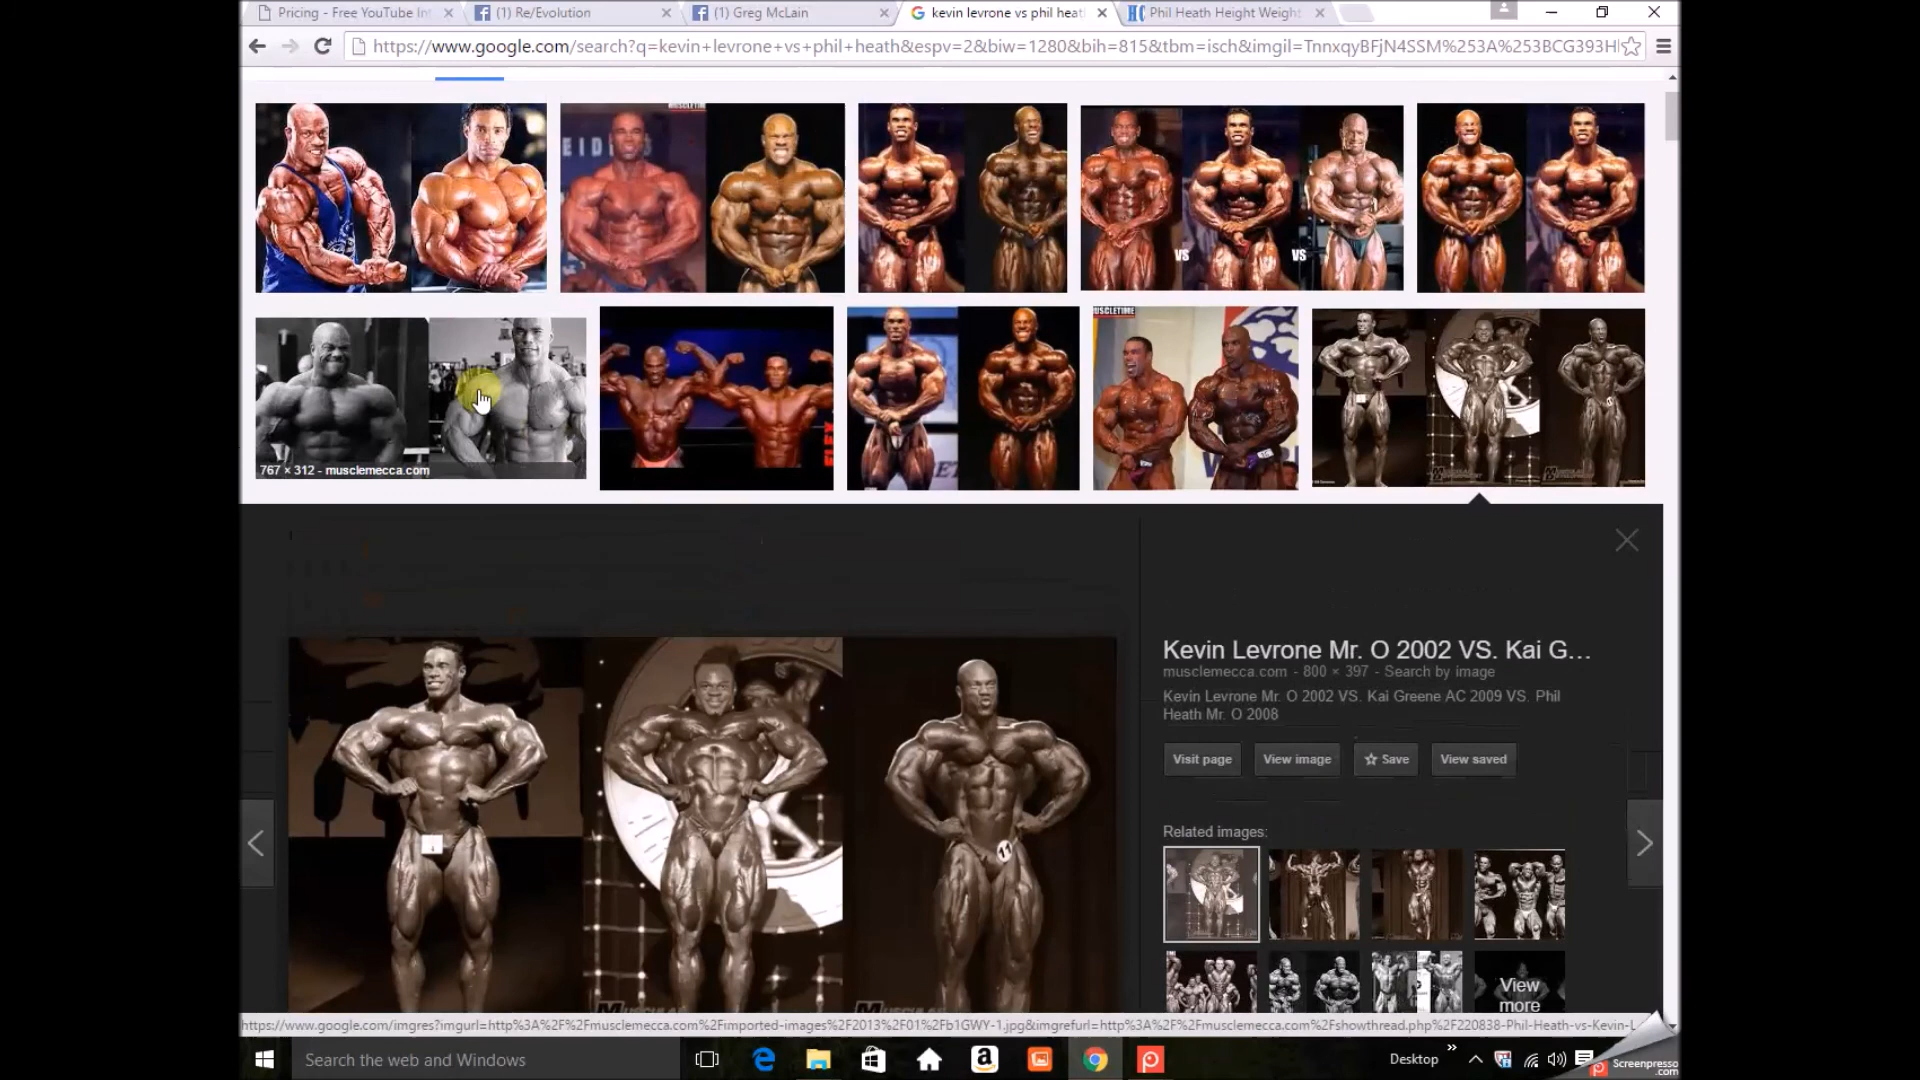 Pricing - Free YouTube In
(1) Re/Evolution
(1) Greg McLain
kevin levrone vs phil heat
Phil Heath Height Weight
https://www.google.com/search?q=kevin+levrone+vs+phil+heath&espv=2&biw=1280&bih=815&tbm=isch&imgil=TnnxqyBFjN4SSM%253A%253BCG393H
VS
VS
MUSCLETIME
FLEX
767 × 312 - musclemecca.com
Kevin Levrone Mr. O 2002 VS. Kai G...
musclemecca.com - 800 × 397 - Search by image
Kevin Levrone Mr. O 2002 VS. Kai Greene AC 2009 VS. Phil
Heath Mr. O 2008
Visit page
View image
Save
View saved
Related images:
11
View
more
https://www.google.com/imgres?imgurl=http%3A%2F%2Fmusclemecca.com%2Fimported-images%2F2013%2F01%2Fb1GWY-1.jpg&imgrefurl=http%3A%2F%2Fmusclemecca.com%2Fshowthread.php%2F220838-Phil-Heath-vs-Kevin-L
Search the web and Windows
Desktop
Screenpresso
.com